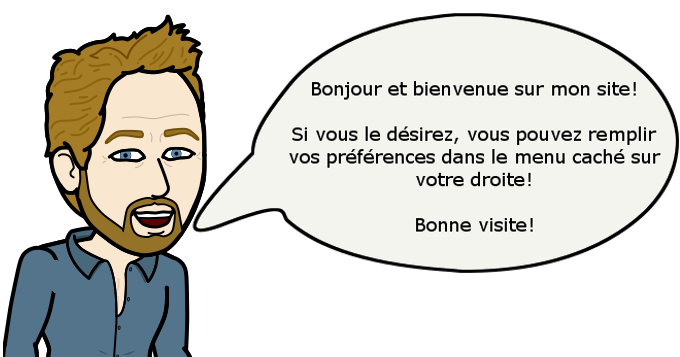 Bonjour et bienvenue sur mon site!
Si vous le désirez, vous pouvez remplir
vos préférences dans le menu caché sur
votre droite!
Bonne visite!